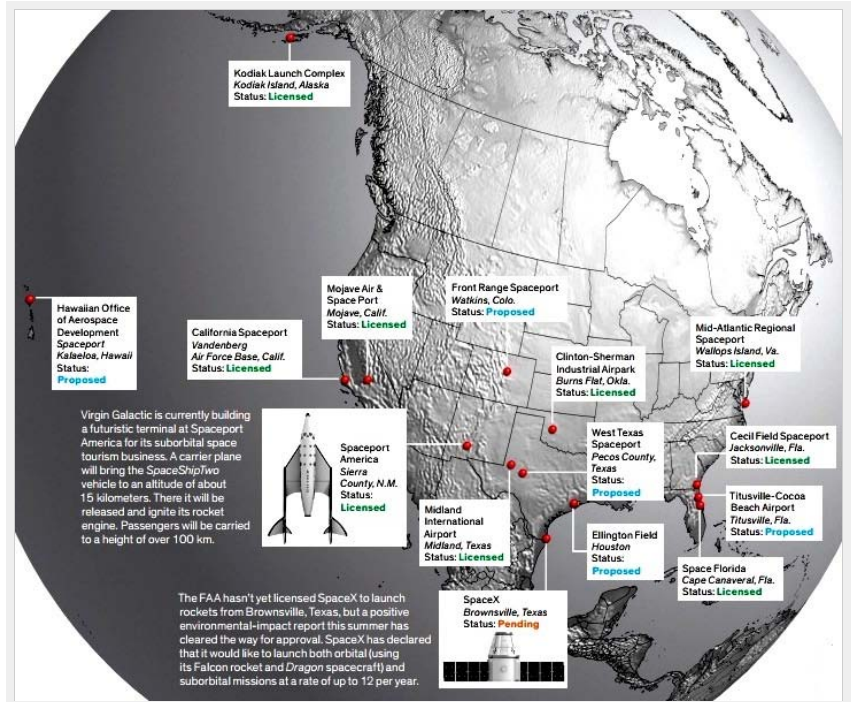 Kodiak Launch Complex
Kodiak Island, Alaska
Status: Licensed
Hawaiian Office
of Aerospace
Development
Spaceport
Kalaeloa, Hawaii
Status:
Proposed
California Spaceport
Vandenberg
Air Force Base, Calif.
Status: Licensed
Mojave Air &
Space Port
Mojave, Calif.
Status: Licensed
Front Range Spaceport
Watkins, Colo.
Status: Proposed
Clinton-Sherman
Industrial Airpark
Burns Flat, Okla.
Status: Licensed
Mid-Atlantic Regional
Spaceport
Wallops Island, Va.
Status: Licensed
Virgin Galactic is currently building
a futuristic terminal at Spaceport
America for its suborbital space
tourism business. A carrier plane
will bring the SpaceShipTwo
vehicle to an altitude of about
15 kilometers. There it will be
released and ignite its rocket
engine. Passengers will be carried
to a height of over 100 km.
Spaceport
America
Sierra
County, N.M.
Status:
Licensed
West Texas
Spaceport
Pecos County,
Texas
Status:
Proposed
Cecil Field Spaceport
Jacksonville, Fla.
Status: Licensed
Midland
International
Airport
Midland, Texas
Status: Licensed
Ellington Field
Houston
Status:
Proposed
Titusville-Cocoa
Beach Airport
Titusville, Fla.
Status: Proposed
Space Florida
Cape Canaveral, Fla.
Status: Licensed
The FAA hasn't yet licensed SpaceX to launch
rockets from Brownsville, Texas, but a positive
environmental-impact report this summer has
cleared the way for approval. SpaceX has declared
that it would like to launch both orbital (using
its Falcon rocket and Dragon spacecraft) and
suborbital missions at a rate of up to 12 per year.
SpaceX
Brownsville, Texas
Status: Pending